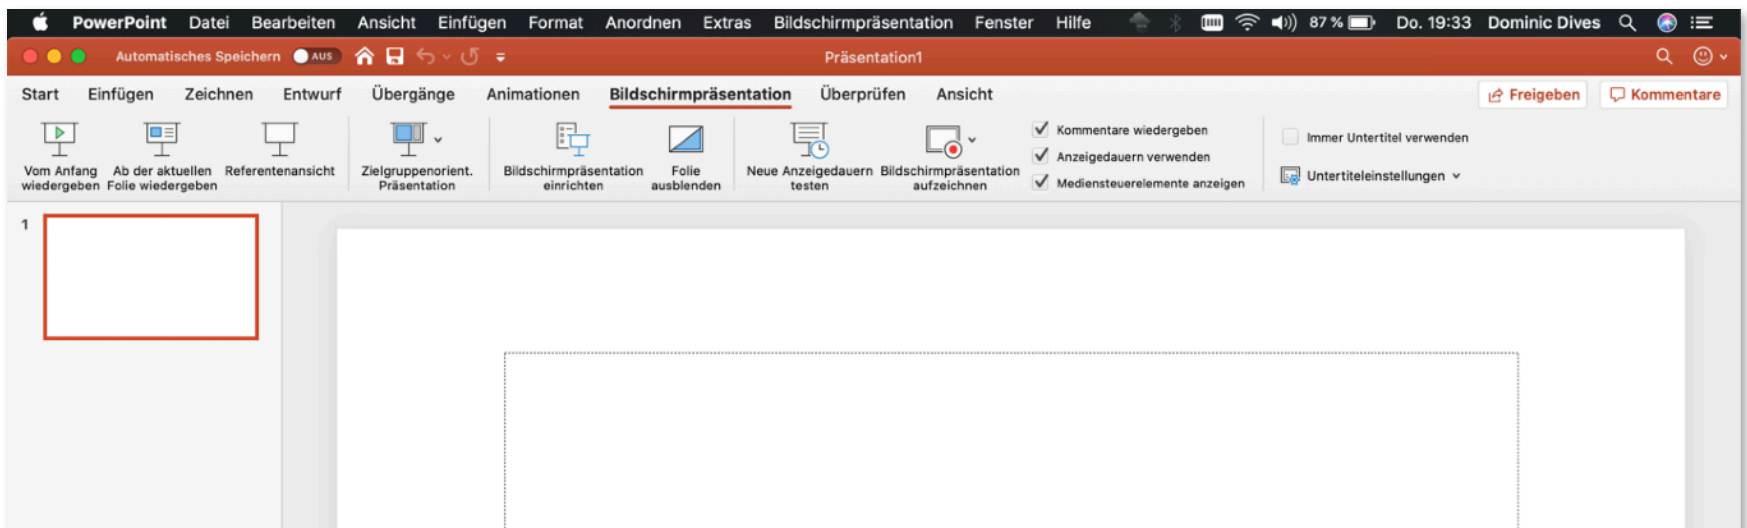 PowerPoint Datei Bearbeiten Ansicht Einfügen Format Anordnen Extras Bildschirmpräsentation Fenster Hilfe 87 % Do. 19:33 Dominic Dives
Automatisches Speichern AUS Präsentation1
Start Einfügen Zeichnen Entwurf Übergänge Animationen Bildschirmpräsentation Überprüfen Ansicht Freigeben Kommentare
Vom Anfang wiedergeben
Ab der aktuellen Folie wiedergeben
Referentenansicht
Zielgruppenorient. Präsentation
Bildschirmpräsentation einrichten
Folie ausblenden
Neue Anzeigedauern testen
Bildschirmpräsentation aufzeichnen
Kommentare wiedergeben
Anzeigedauern verwenden
Mediensteuerelemente anzeigen
Immer Untertitel verwenden
Untertiteleinstellungen
1